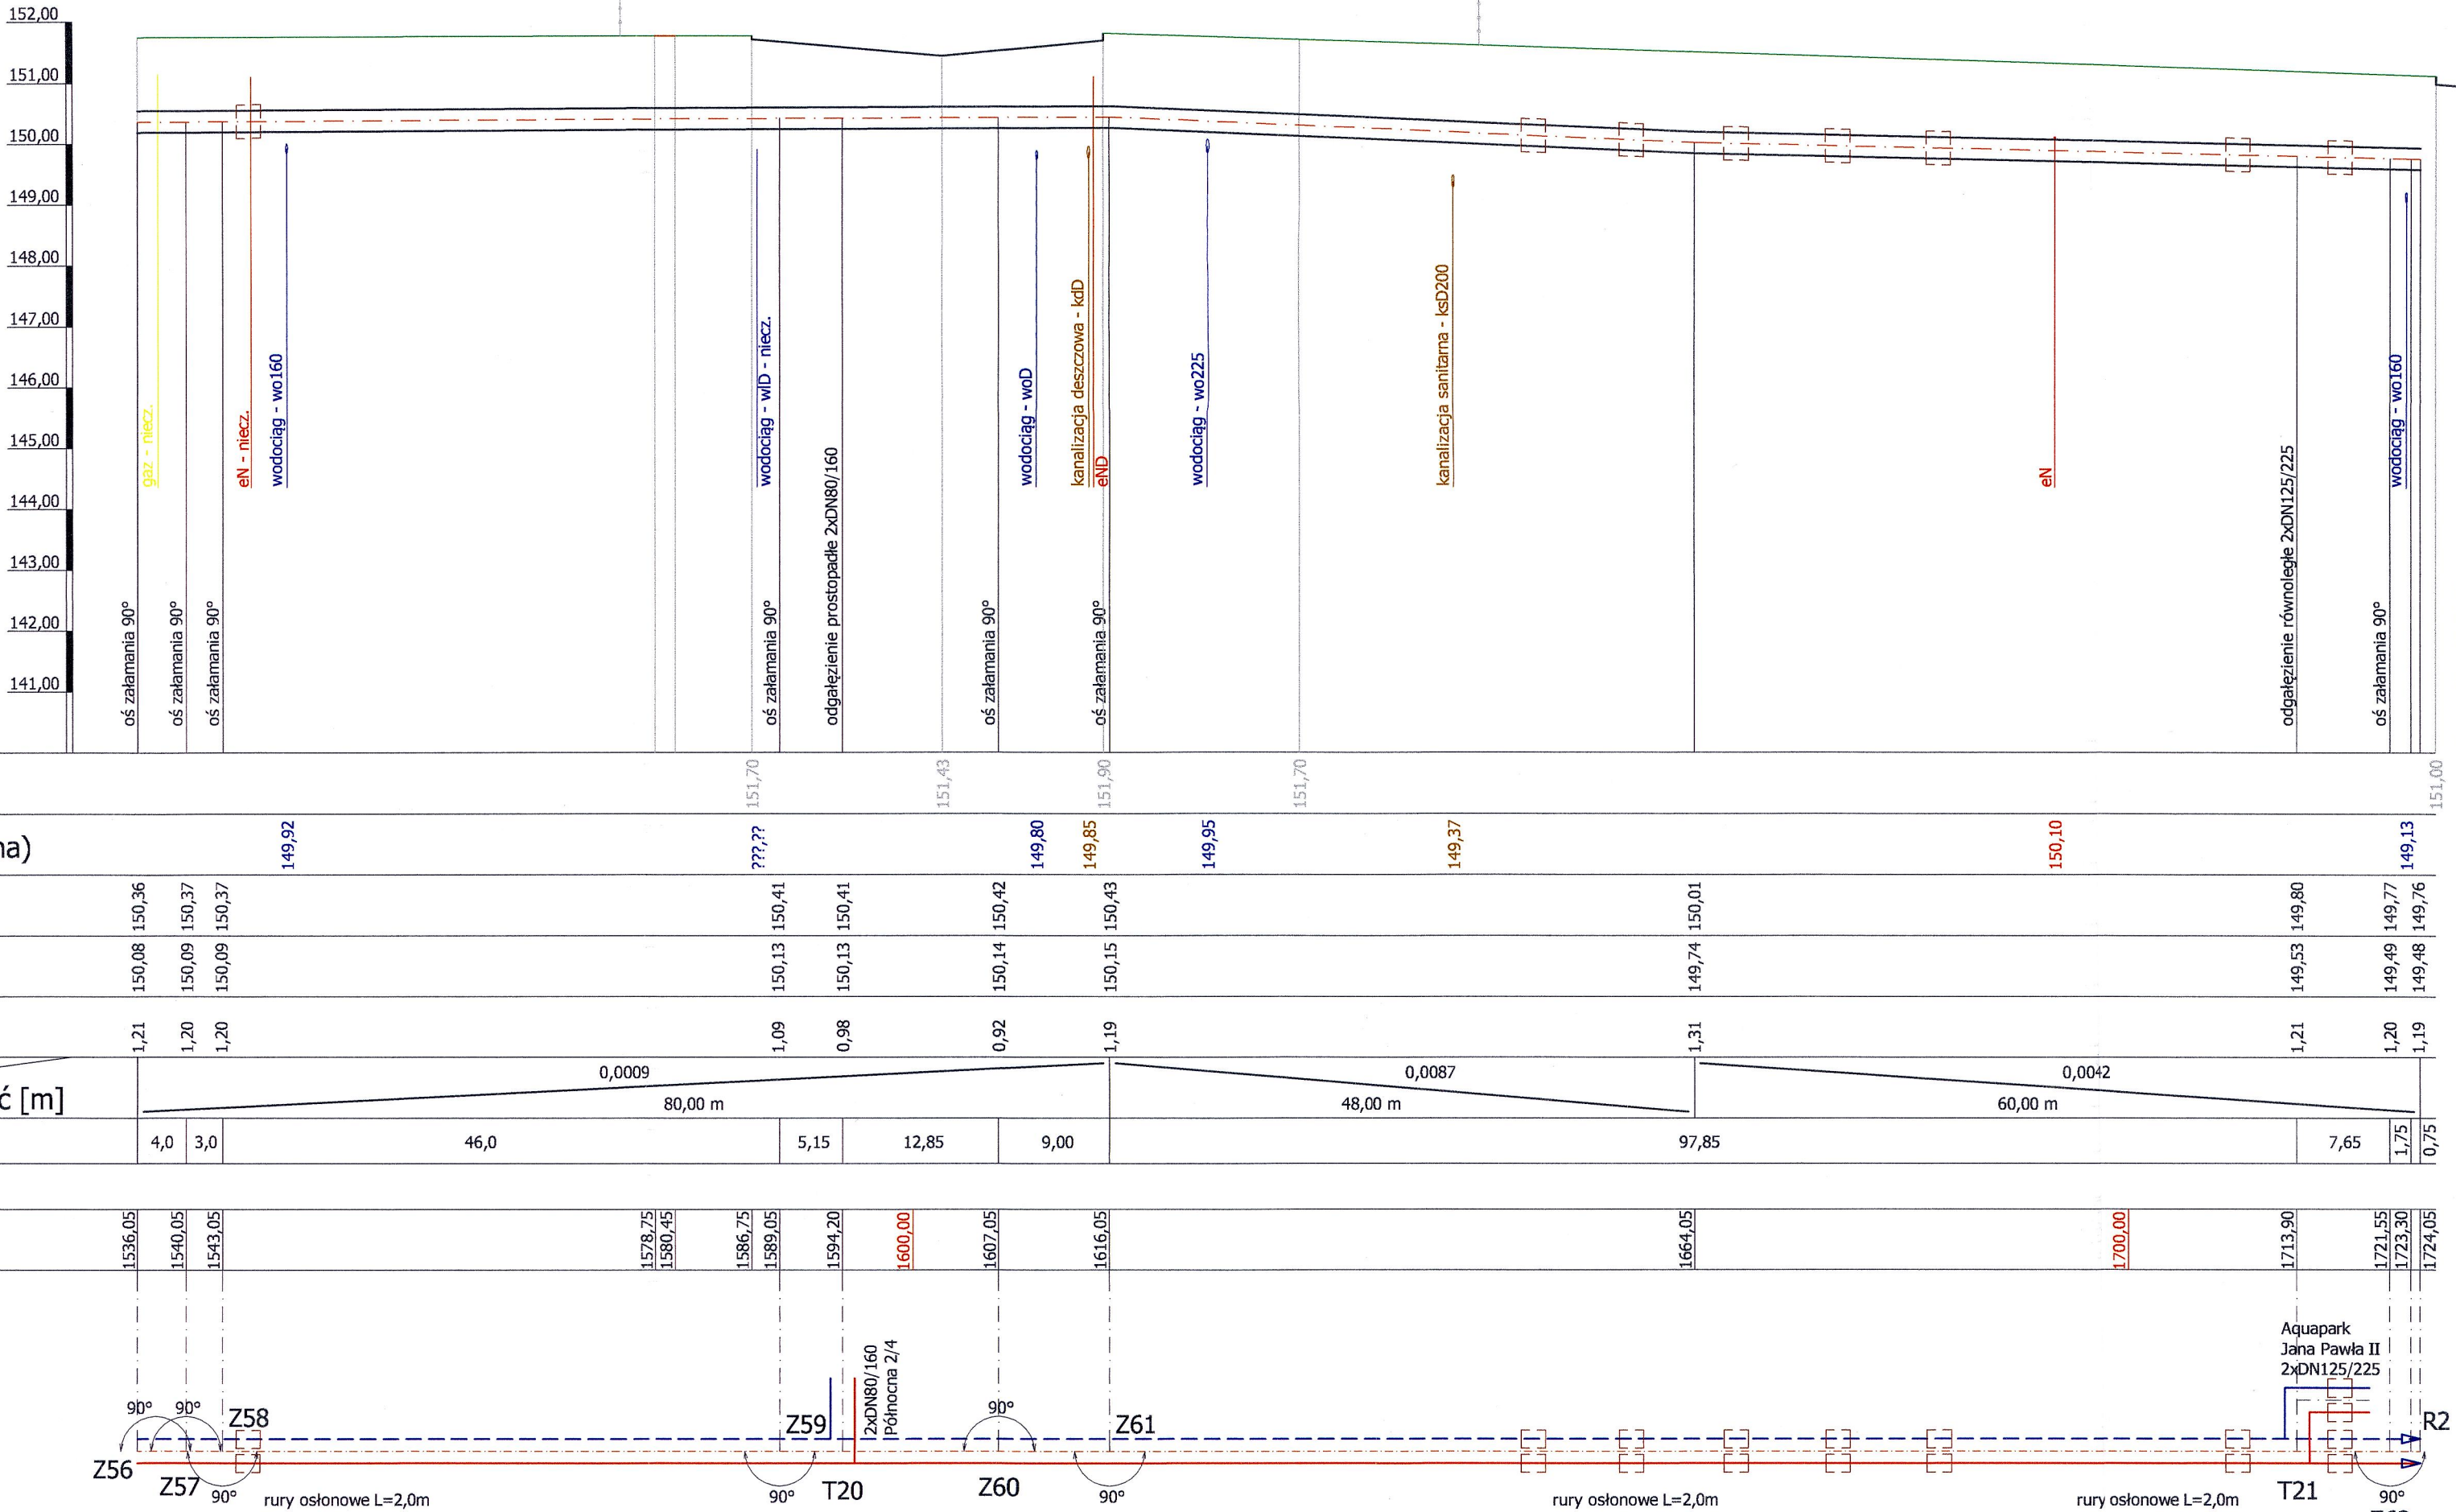 152,00
151,00
150,00
149,00
148,00
147,00
146,00
145,00
144,00
143,00
142,00
141,00
oś załamania 90°
gaz - niecz.
oś załamania 90°
oś załamania 90°
eN - niecz.
wodociąg - wo160
wodociąg - wlD - niecz.
oś załamania 90°
odgałęzienie prostopadłe 2xDN80/160
oś załamania 90°
wodociąg - woD
kanalizacja deszczowa - kdD
eND
oś załamania 90°
wodociąg - wo225
kanalizacja sanitarna - ksD200
eN
odgałęzienie równoległe 2xDN125/225
oś załamania 90°
wodociąg - wo160
151,70
151,43
151,90
151,70
151,00
na)
149,92
???,??
149,80
149,85
149,95
149,37
150,10
149,13
150,36
150,37
150,37
150,41
150,41
150,42
150,43
150,01
149,80
149,77
149,76
150,08
150,09
150,09
150,13
150,13
150,14
150,15
149,74
149,53
149,49
149,48
1,21
1,20
1,20
1,09
0,98
0,92
1,19
1,31
1,21
1,20
1,19
ć [m]
0,0009
80,00 m
0,0087
48,00 m
0,0042
60,00 m
4,0
3,0
46,0
5,15
12,85
9,00
97,85
7,65
1,75
0,75
1536,05
1540,05
1543,05
1578,75
1580,45
1586,75
1589,05
1594,20
1600,00
1607,05
1616,05
1664,05
1700,00
1713,90
1721,55
1723,30
1724,05
2xDN80/160
Północna 2/4
Aquapark
Jana Pawła II
2xDN125/225
90°
90°
Z58
Z59
90°
Z61
R2
Z56
Z57
90°
rury osłonowe L=2,0m
90°
T20
Z60
90°
rury osłonowe L=2,0m
rury osłonowe L=2,0m
T21
90°